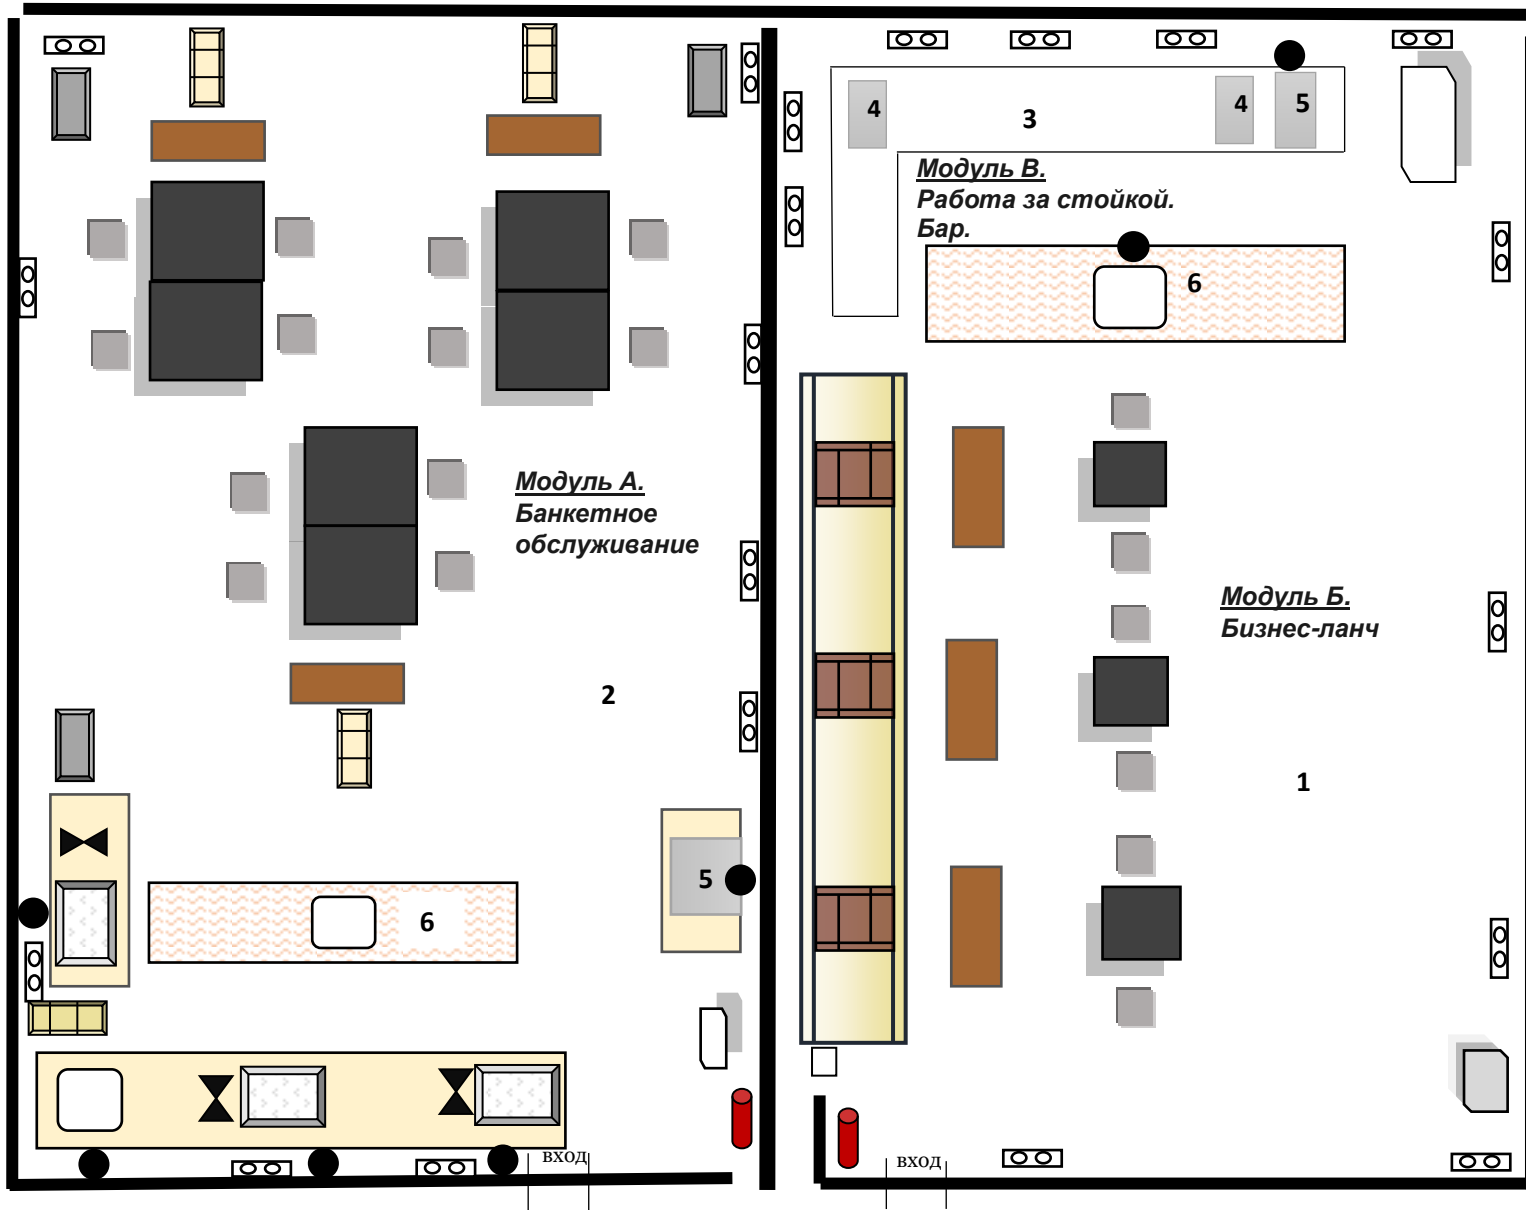 4
3
4
5
Модуль В.
Работа за стойкой.
Бар.
6
Модуль А.
Банкетное
обслуживание
2
Модуль Б.
Бизнес-ланч
1
5
6
вход
вход